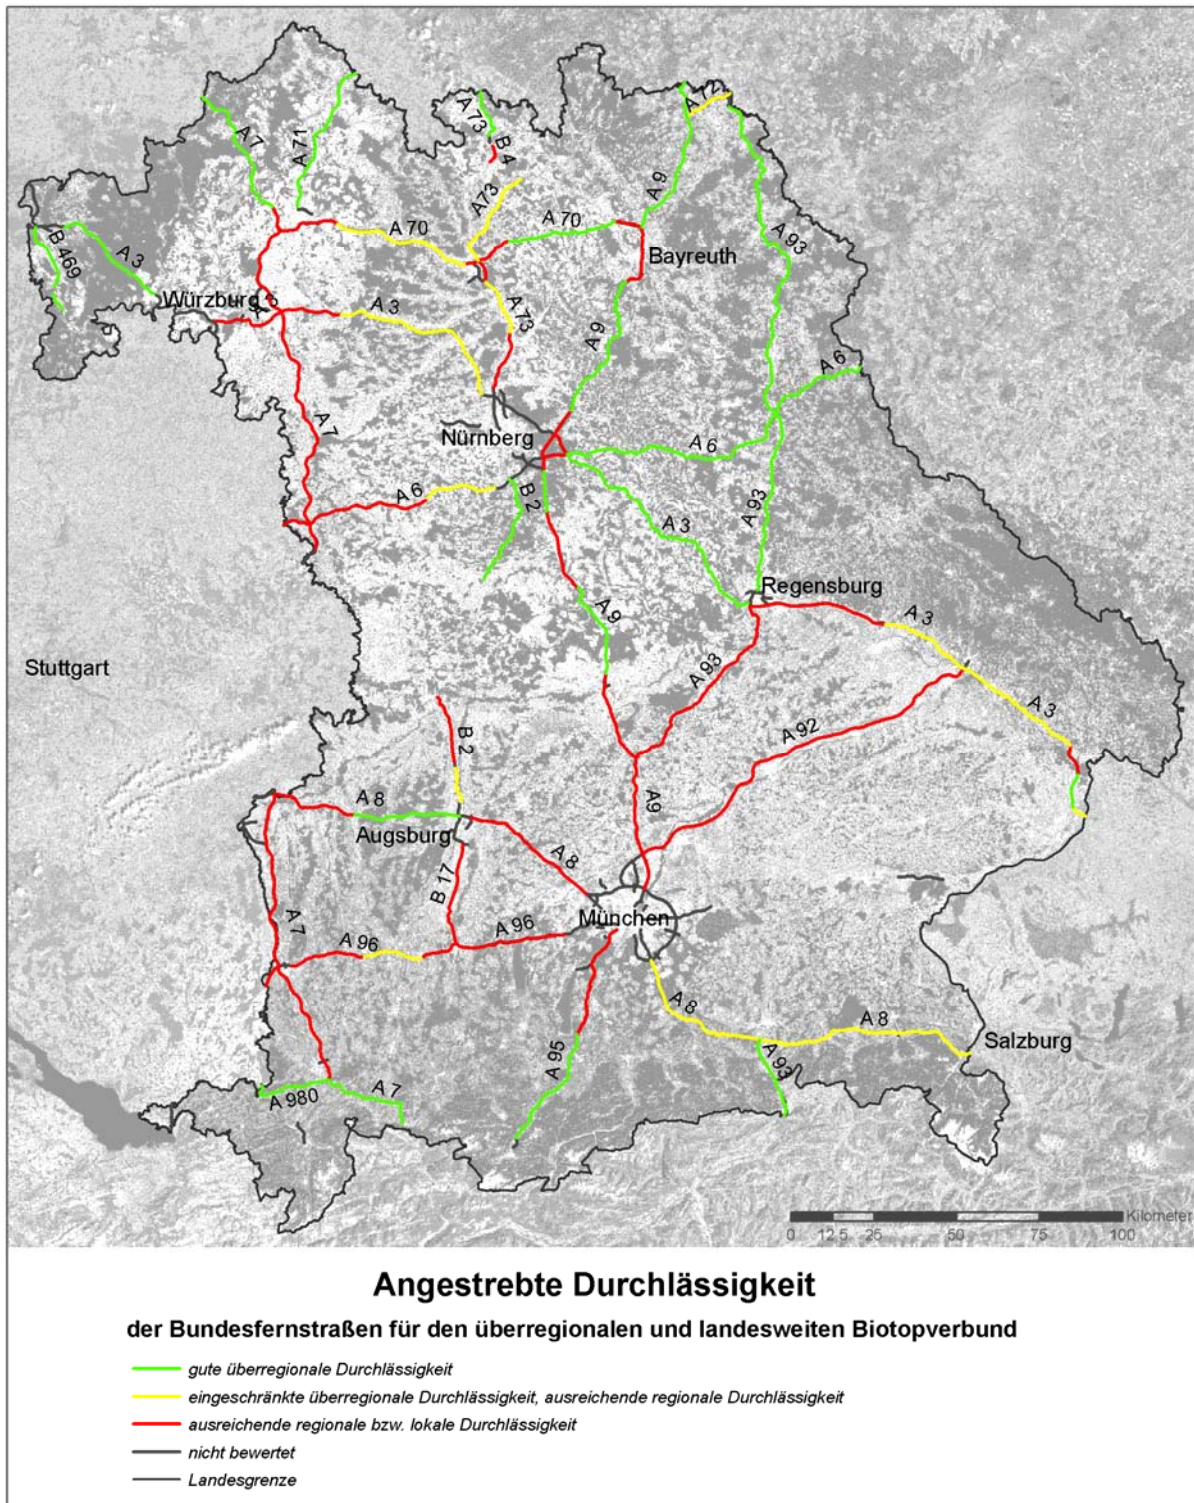 A 72
A 73
B 4
A 7
A 71
A 9
A 73
A 70
A 70
A 93
B 469
A 3
Bayreuth
Würzburg
A 3
A 73
A 9
A 6
A 7
Nürnberg
A 6
A 6
B 2
A 93
A 3
Regensburg
A 9
A 3
Stuttgart
A 93
A 3
B 2
A 92
A 8
A9
Augsburg
A 8
B 17
München
A 7
A 96
A 96
A 8
A 8
Salzburg
A 95
A 93
A 980
A 7
Kilometer
0 12,5 25 50 75 100
Angestrebte Durchlässigkeit
der Bundesfernstraßen für den überregionalen und landesweiten Biotopverbund
gute überregionale Durchlässigkeit
eingeschränkte überregionale Durchlässigkeit, ausreichende regionale Durchlässigkeit
ausreichende regionale bzw. lokale Durchlässigkeit
nicht bewertet
Landesgrenze